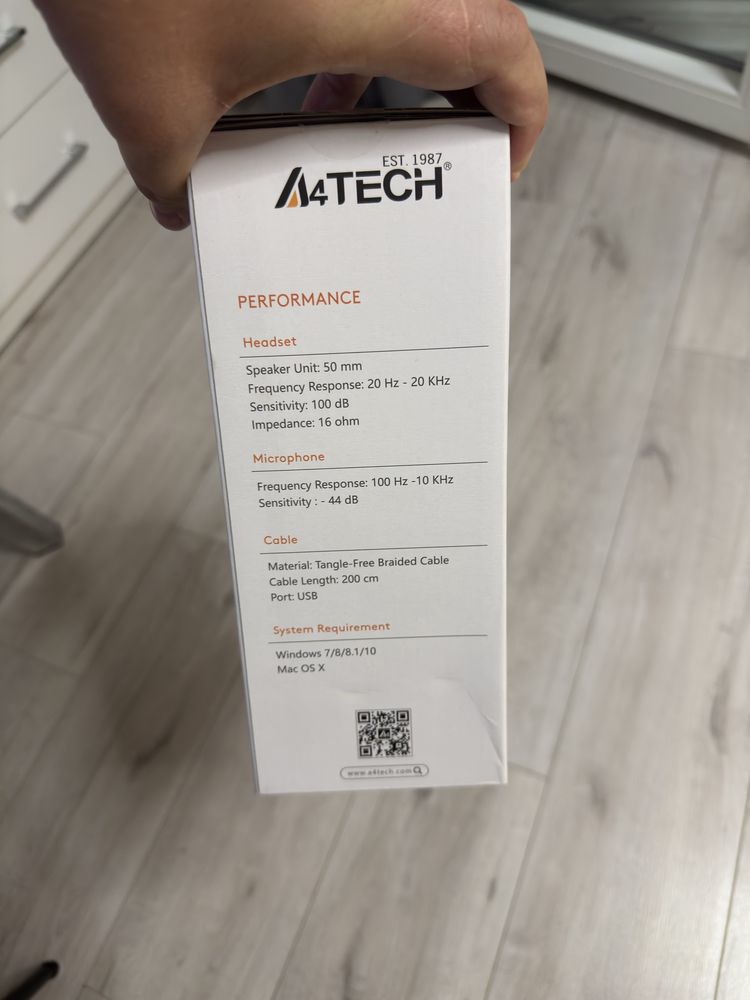 EST. 1987
A4TECH®
PERFORMANCE
Headset
Speaker Unit: 50 mm
Frequency Response: 20 Hz - 20 KHz
Sensitivity: 100 dB
Impedance: 16 ohm
Microphone
Frequency Response: 100 Hz -10 KHz
Sensitivity : - 44 dB
Cable
Material: Tangle-Free Braided Cable
Cable Length: 200 cm
Port: USB
System Requirement
Windows 7/8/8.1/10
Mac OS X
www.a4tech.com